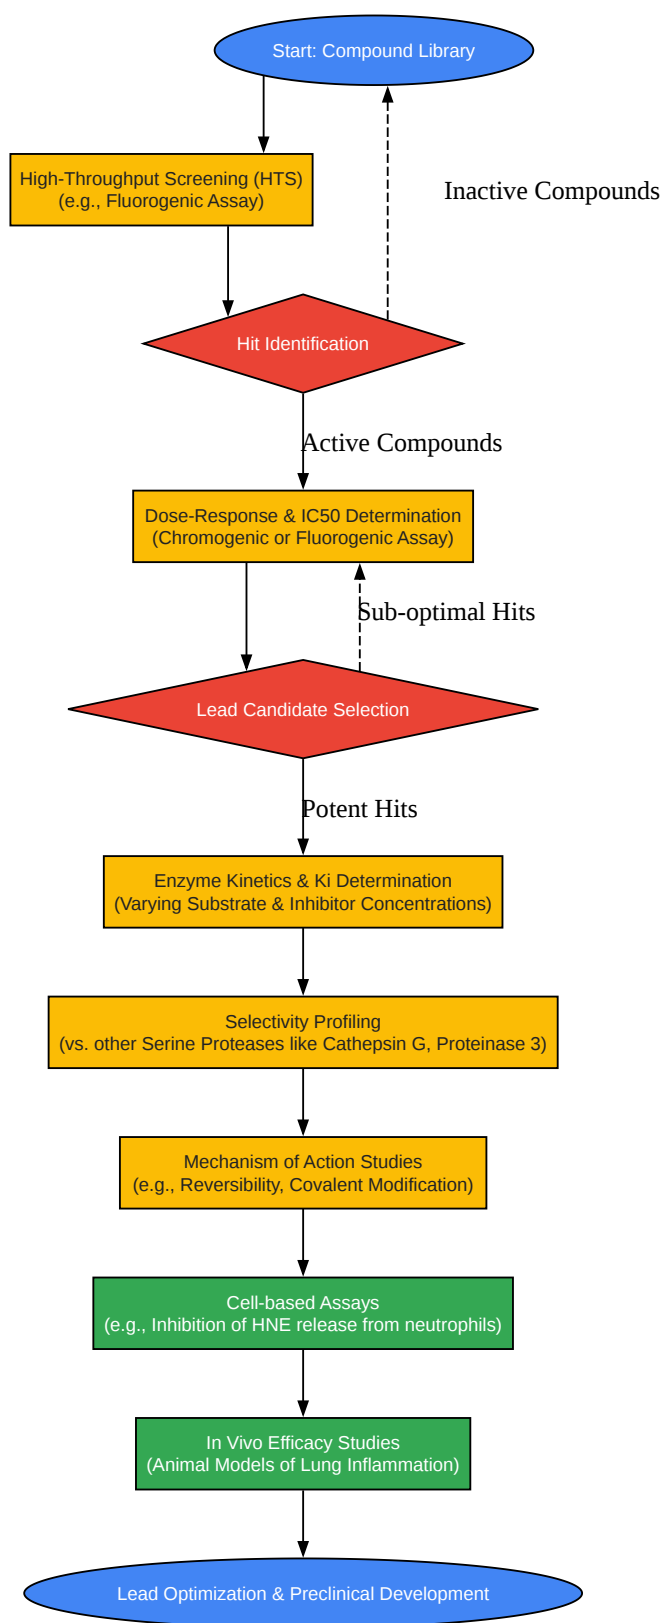 Start: Compound Library
High-Throughput Screening (HTS)
(e.g., Fluorogenic Assay)
Inactive Compounds
Hit Identification
Active Compounds
Dose-Response & IC50 Determination
(Chromogenic or Fluorogenic Assay)
Sub-optimal Hits
Lead Candidate Selection
Potent Hits
Enzyme Kinetics & Ki Determination
(Varying Substrate & Inhibitor Concentrations)
Selectivity Profiling
(vs. other Serine Proteases like Cathepsin G, Proteinase 3)
Mechanism of Action Studies
(e.g., Reversibility, Covalent Modification)
Cell-based Assays
(e.g., Inhibition of HNE release from neutrophils)
In Vivo Efficacy Studies
(Animal Models of Lung Inflammation)
Lead Optimization & Preclinical Development